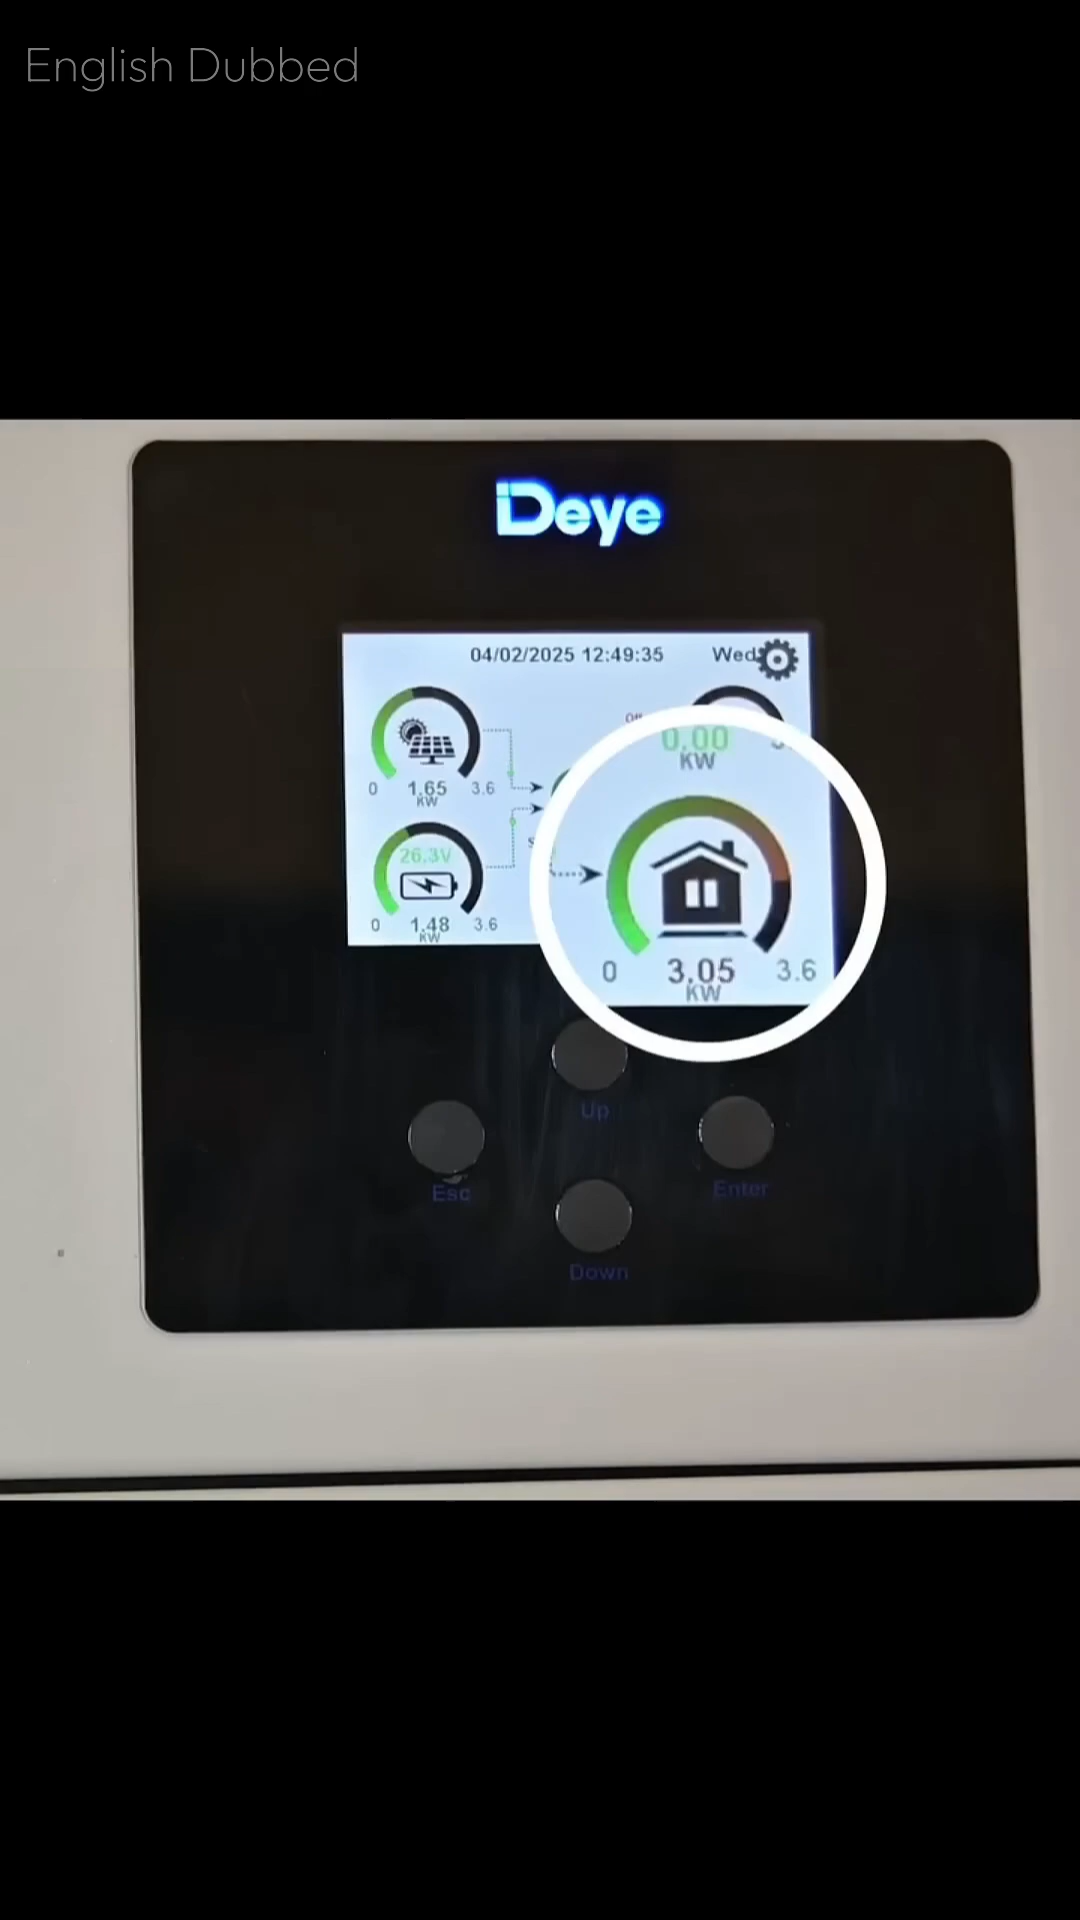 English Dubbed
Deye
04/02/2025 12:49:35 Wed
0 1.65 3.6
KW
0.00
KW
26.3V
0 1.48 3.6
KW
0 3.05 3.6
KW
Up
Esc
Enter
Down